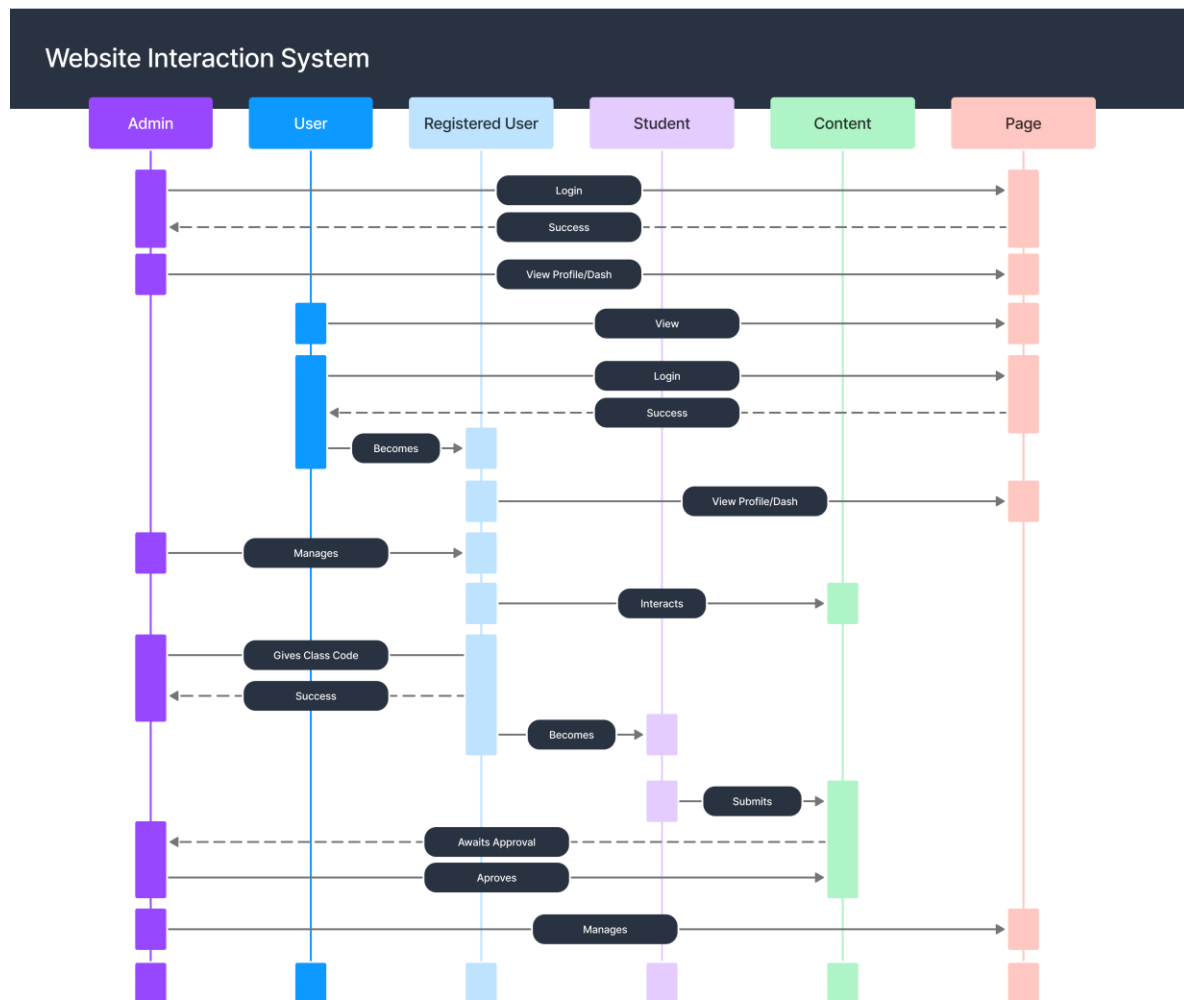 Website Interaction System
Admin
User
Registered User
Student
Content
Page
Login
Success
View Profile/Dash
View
Login
Success
Becomes
View Profile/Dash
Manages
Interacts
Gives Class Code
Success
Becomes
Submits
Awaits Approval
Aproves
Manages